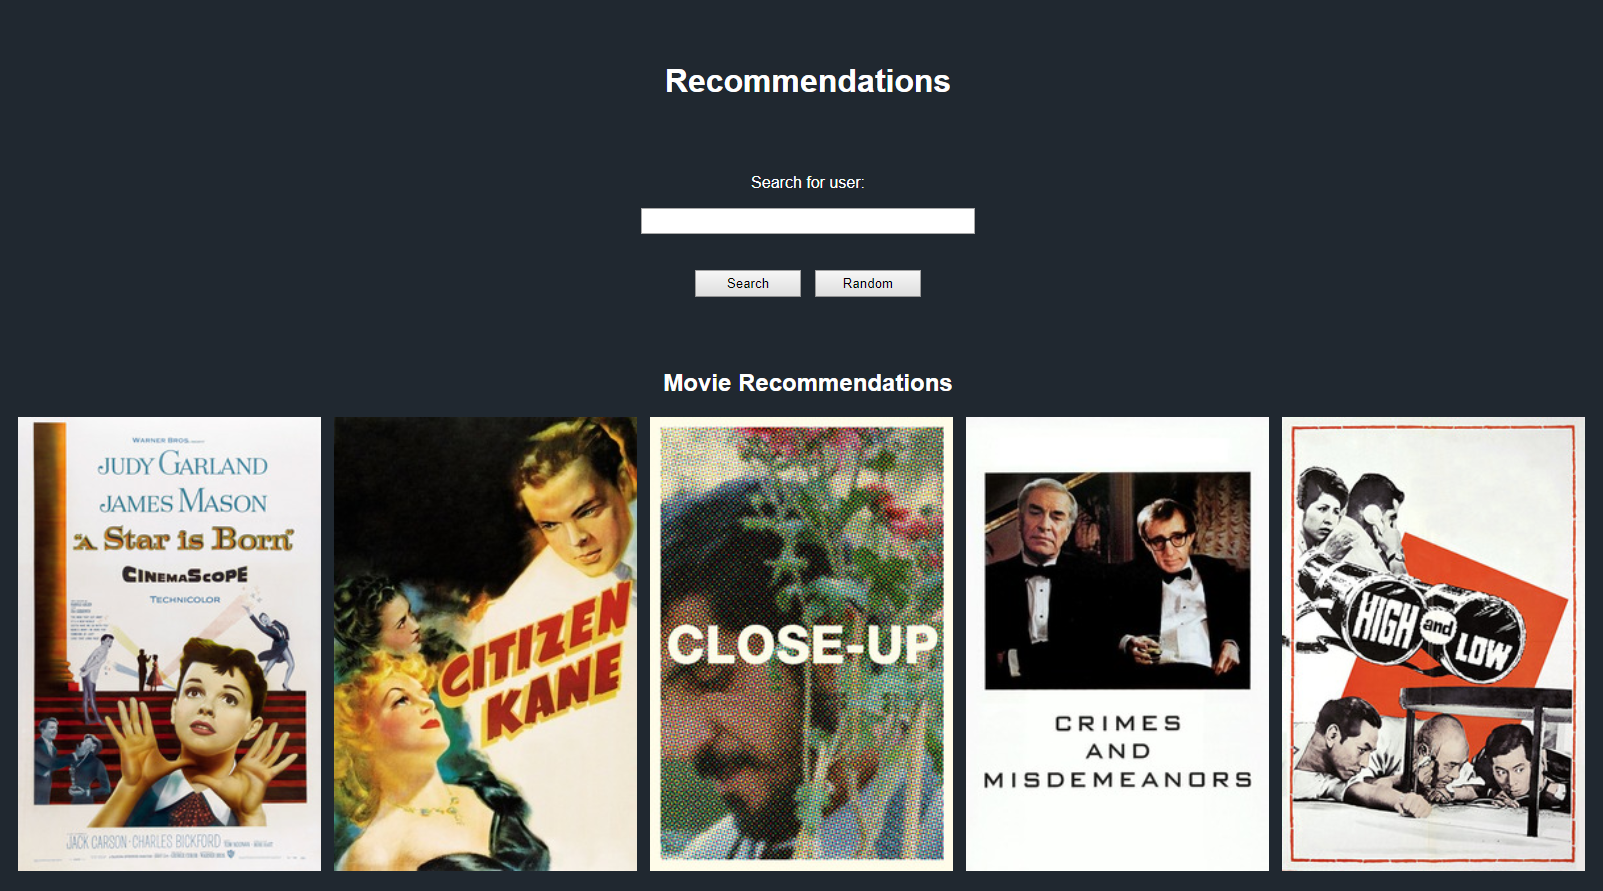 Recommendations
Search for user:
Search
Random
Movie Recommendations
WARNER BROS.
JUDY GARLAND
JAMES MASON
"A Star is Born"
CINEMASCOPE
TECHNICOLOR
JACK CARSON · CHARLES BICKFORD
CITIZEN
KANE
CLOSE-UP
CRIMES
AND
MISDEMEANORS
HIGH and LOW